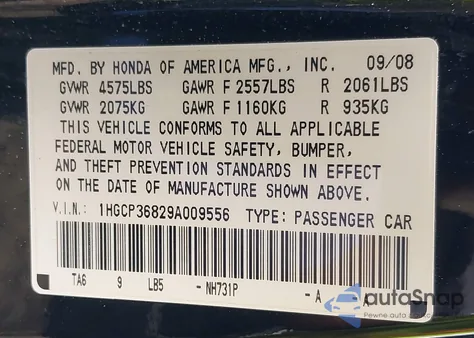 MFD. BY HONDA OF AMERICA MFG., INC. 09/08
GVWR 4575LBS GAWR F 2557LBS R 2061LBS
GVWR 2075KG GAWR F 1160KG R 935KG
THIS VEHICLE CONFORMS TO ALL APPLICABLE
FEDERAL MOTOR VEHICLE SAFETY, BUMPER,
AND THEFT PREVENTION STANDARDS IN EFFECT
ON THE DATE OF MANUFACTURE SHOWN ABOVE.
V.I.N.: 1HGCP36829A009556 TYPE: PASSENGER CAR
TA6 9 LB5 - NH731P - A - A
autoSnap
Pewne auto